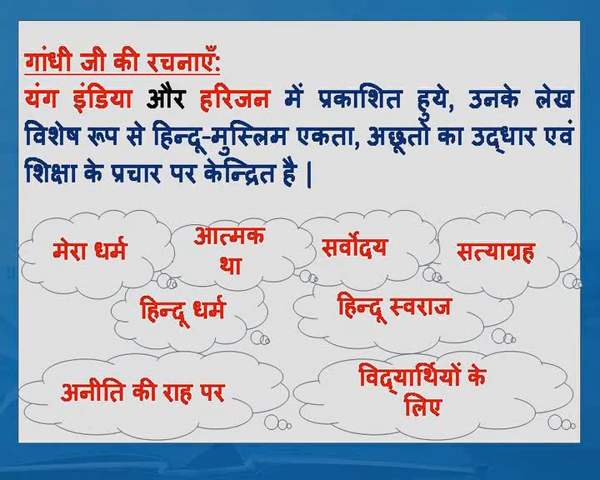 गांधी जी की रचनाएँ:
यंग इंडिया और हरिजन में प्रकाशित हुये, उनके लेख
विशेष रूप से हिन्दू-मुस्लिम एकता, अछूतो का उद्धार एवं
शिक्षा के प्रचार पर केन्द्रित है |
मेरा धर्म
आत्मक
था
सर्वोदय
सत्याग्रह
हिन्दू धर्म
हिन्दू स्वराज
अनीति की राह पर
विद्यार्थियों के
लिए